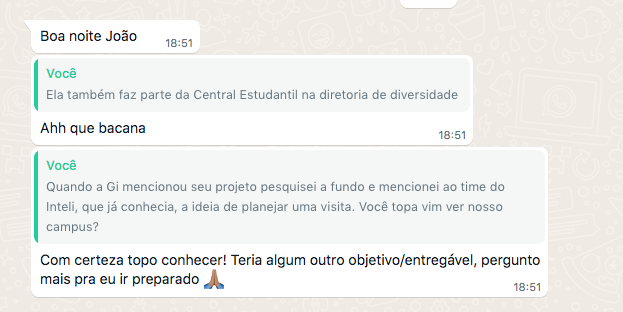 Boa noite João
18:51
Você
Ela também faz parte da Central Estudantil na diretoria de diversidade
Ahh que bacana
18:51
Você
Quando a Gi mencionou seu projeto pesquisei a fundo e mencionei ao time do
Inteli, que já conhecia, a ideia de planejar uma visita. Você topa vim ver nosso
campus?
Com certeza topo conhecer! Teria algum outro objetivo/entregável, pergunto
mais pra eu ir preparado 🙏🏽
18:51